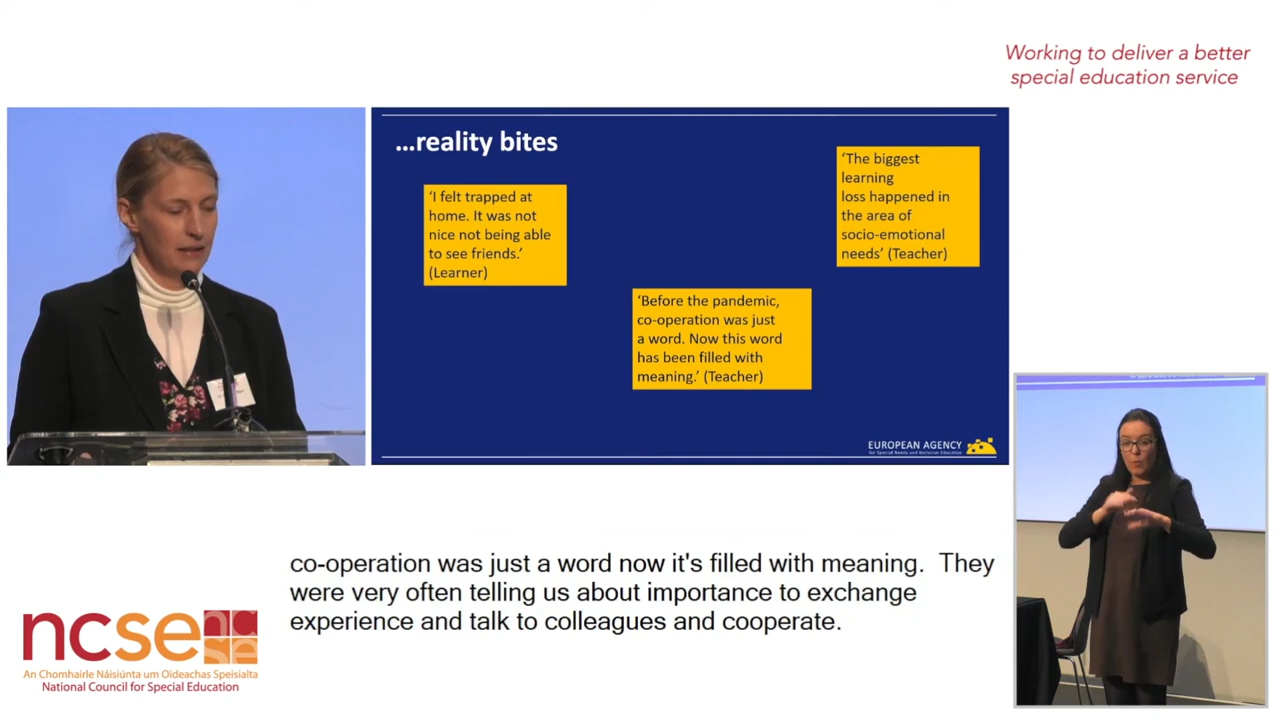 Working to deliver a better
special education service
...reality bites
‘I felt trapped at
home. It was not
nice not being able
to see friends.’
(Learner)
‘The biggest
learning
loss happened in
the area of
socio-emotional
needs’ (Teacher)
‘Before the pandemic,
co-operation was just
a word. Now this word
has been filled with
meaning.’ (Teacher)
EUROPEAN AGENCY
for Special Needs and Inclusive Education
co-operation was just a word now it's filled with meaning. They
were very often telling us about importance to exchange
experience and talk to colleagues and cooperate.
ncse
nc
se
An Chomhairle Náisiúnta um Oideachas Speisialta
National Council for Special Education